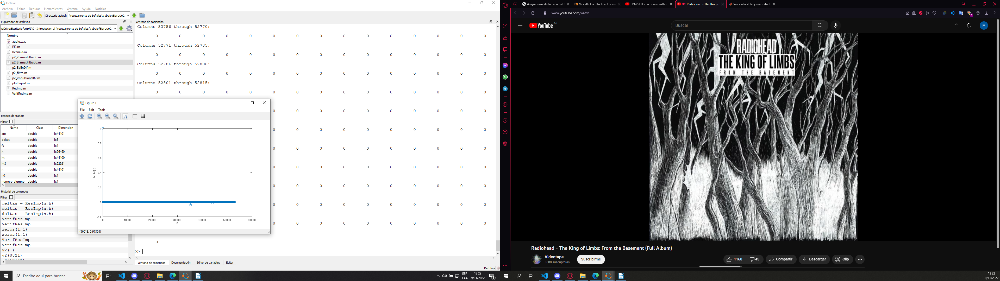 Octave
Archivo Editar Depurar Herramientas Ventana Ayuda Noticias
Directorio actual: Precesamiento de Señales\trabajo\Ejercicio2
Explorador de archivos
neDrive/Escritorio/unlp/IPS - Introduccion al Precesamiento de Señales/trabajo/Ejercicio2
Nombre
audio.wav
EJ2.m
hcanald.m
p2_2ramasFiltrado.m
p2_3ramasFiltrado.m
p2_EqEnDif.m
p2_filtro.m
p2_impulsionalR2.m
plotSignal.m
ResImp.m
VerifResImp.m
Espacio de trabajo
Filtrar
Name Class Dimension
ans double 1x44101
deltas double 1x3
fs double 1x1
h double 1x26460
ht double 1x44100
ht3 double 1x52921
n double 1x44101
n0 double 1x1
numero_alumno double 1x1
Historial de comandos
Filtrar
deltas = ResImp(n,h)
deltas = ResImp(n,h)
deltas = ResImp(n,h)
VerifResImp
VerifResImp
zeros(1,1)
zeros(1,1)
VerifResImp
VerifResImp
y2(1)
y2(8821)
Ventana de comandos
Columns 52756 through 52770:
0 0 0 0 0 0 0 0 0 0 0 0 0 0 0
Columns 52771 through 52785:
0 0 0 0 0 0 0 0 0 0 0 0 0 0 0
Columns 52786 through 52800:
0 0 0 0 0 0 0 0 0 0 0 0 0 0 0
Columns 52801 through 52815:
0 0 0 0 0 0 0 0 0 0 0 0 0 0 0
0 0 0 0 0 0 0 0 0 0
0 0 0 0 0 0 0 0 0 0
0 0 0 0 0 0 0 0 0 0
0 0 0 0 0 0 0 0 0 0
0 0 0 0 0 0 0 0 0 0
0 0 0 0 0 0 0 0 0 0
0 0 0 0 0 0 0 0 0 0
0
>>
Figure 1
File Edit Tools
1
0.8
0.6
0.4
0.2
0
-0.2
htotal[n]
0 10000 20000 30000 40000 50000 60000
n
(56018, 0.97305)
Ventana de comandos Documentación Editor de variables Editor
Perfilaje
Escribe aquí para buscar
ESP
LAA
13:22
9/11/2022
1
Asignaturas de la Facultad
Moodle Facultad de Inform
TRAPPED in a house with a
Radiohead - The King o
Valor absoluto y magnitud
www.youtube.com/watch
6
YouTube AR
Buscar
F
RADIOHEAD
THE KING OF LIMBS
FROM THE BASEMENT
Radiohead - The King of Limbs: From the Basement (Full Album)
Videotape
8600 suscriptores
Suscribirme
1168
43
Compartir
Descargar
Clip
13:22
9/11/2022